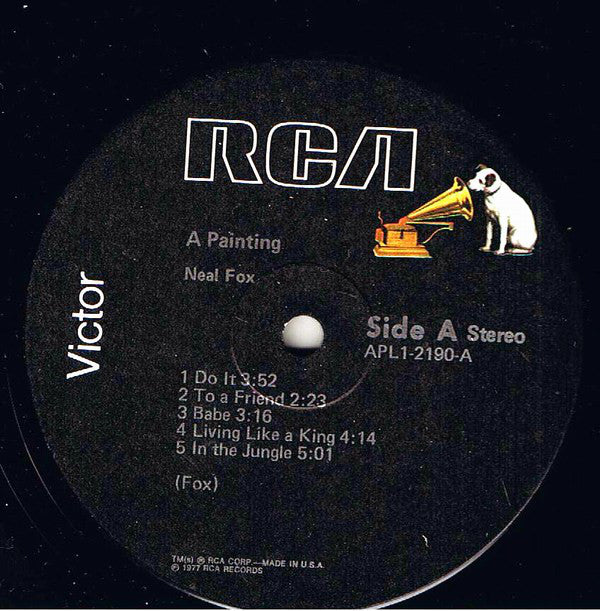 RCA
A Painting
Neal Fox
Victor
Side A Stereo
APL1-2190-A
1 Do It 3:52
2 To a Friend 2:23
3 Babe 3:16
4 Living Like a King 4:14
5 In the Jungle 5:01
(Fox)
TM(s) ® RCA CORP.—MADE IN U.S.A.
℗ 1977 RCA RECORDS